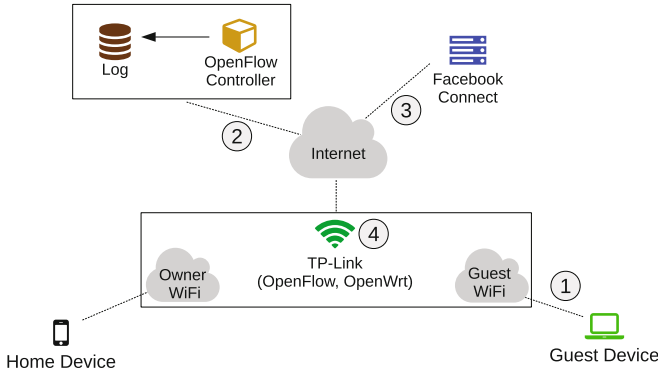 Log
OpenFlow
Controller
Facebook
Connect
2
3
Internet
4
TP-Link
(OpenFlow, OpenWrt)
Owner
WiFi
Guest
WiFi
1
Home Device
Guest Device